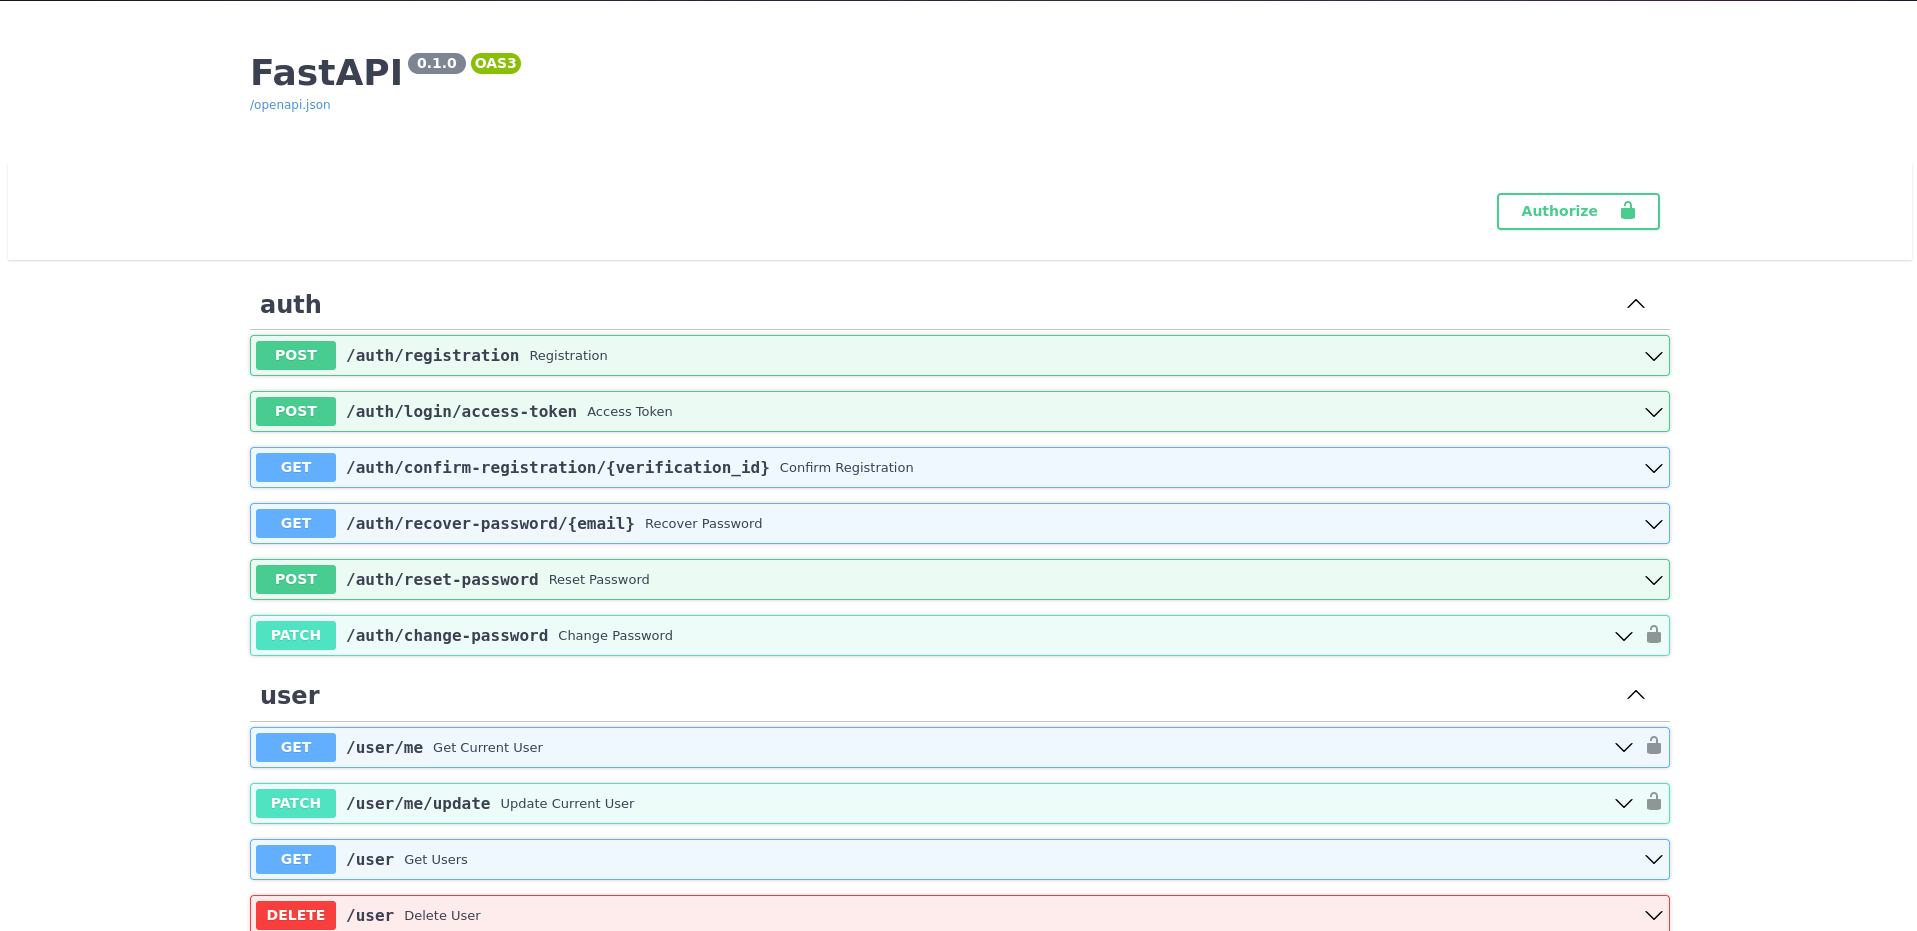 FastAPI 0.1.0 OAS3
/openapi.json
Authorize
auth
POST /auth/registration Registration
POST /auth/login/access-token Access Token
GET /auth/confirm-registration/{verification_id} Confirm Registration
GET /auth/recover-password/{email} Recover Password
POST /auth/reset-password Reset Password
PATCH /auth/change-password Change Password
user
GET /user/me Get Current User
PATCH /user/me/update Update Current User
GET /user Get Users
DELETE /user Delete User